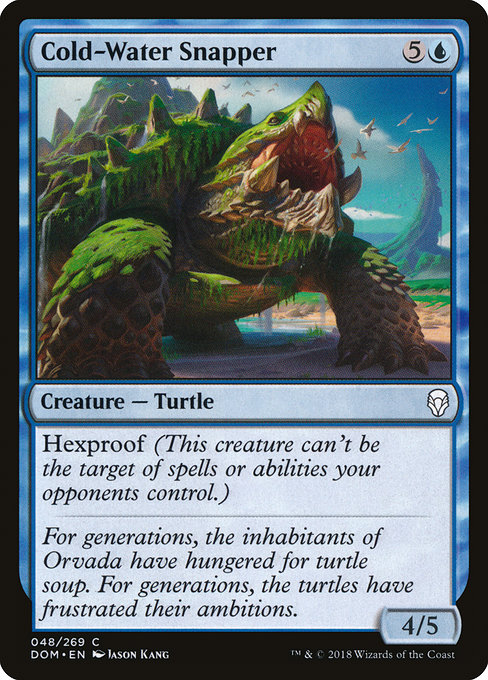 Cold-Water Snapper 5
Creature — Turtle
Hexproof (This creature can't be
the target of spells or abilities your
opponents control.)
For generations, the inhabitants of
Orvada have hungered for turtle
soup. For generations, the turtles have
frustrated their ambitions.
4/5
048/269 C
DOM • EN Jason Kang
™ & © 2018 Wizards of the Coast